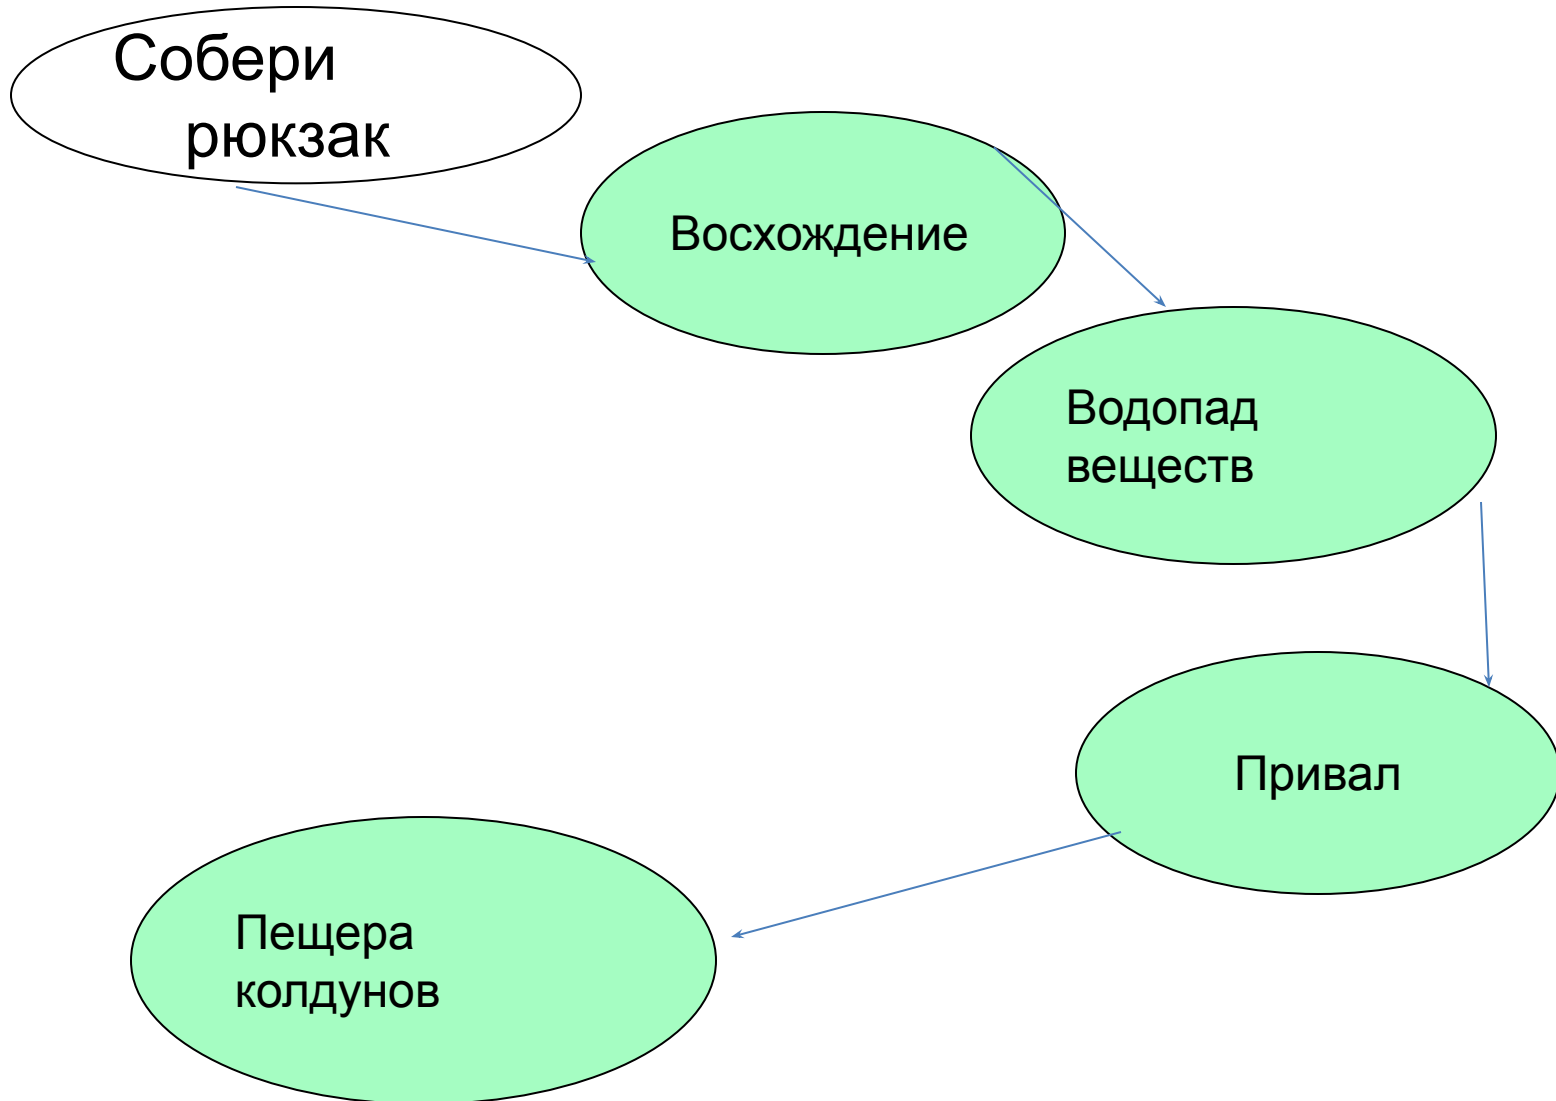 Собери
рюкзак
Восхождение
Водопад
веществ
Привал
Пещера
колдунов